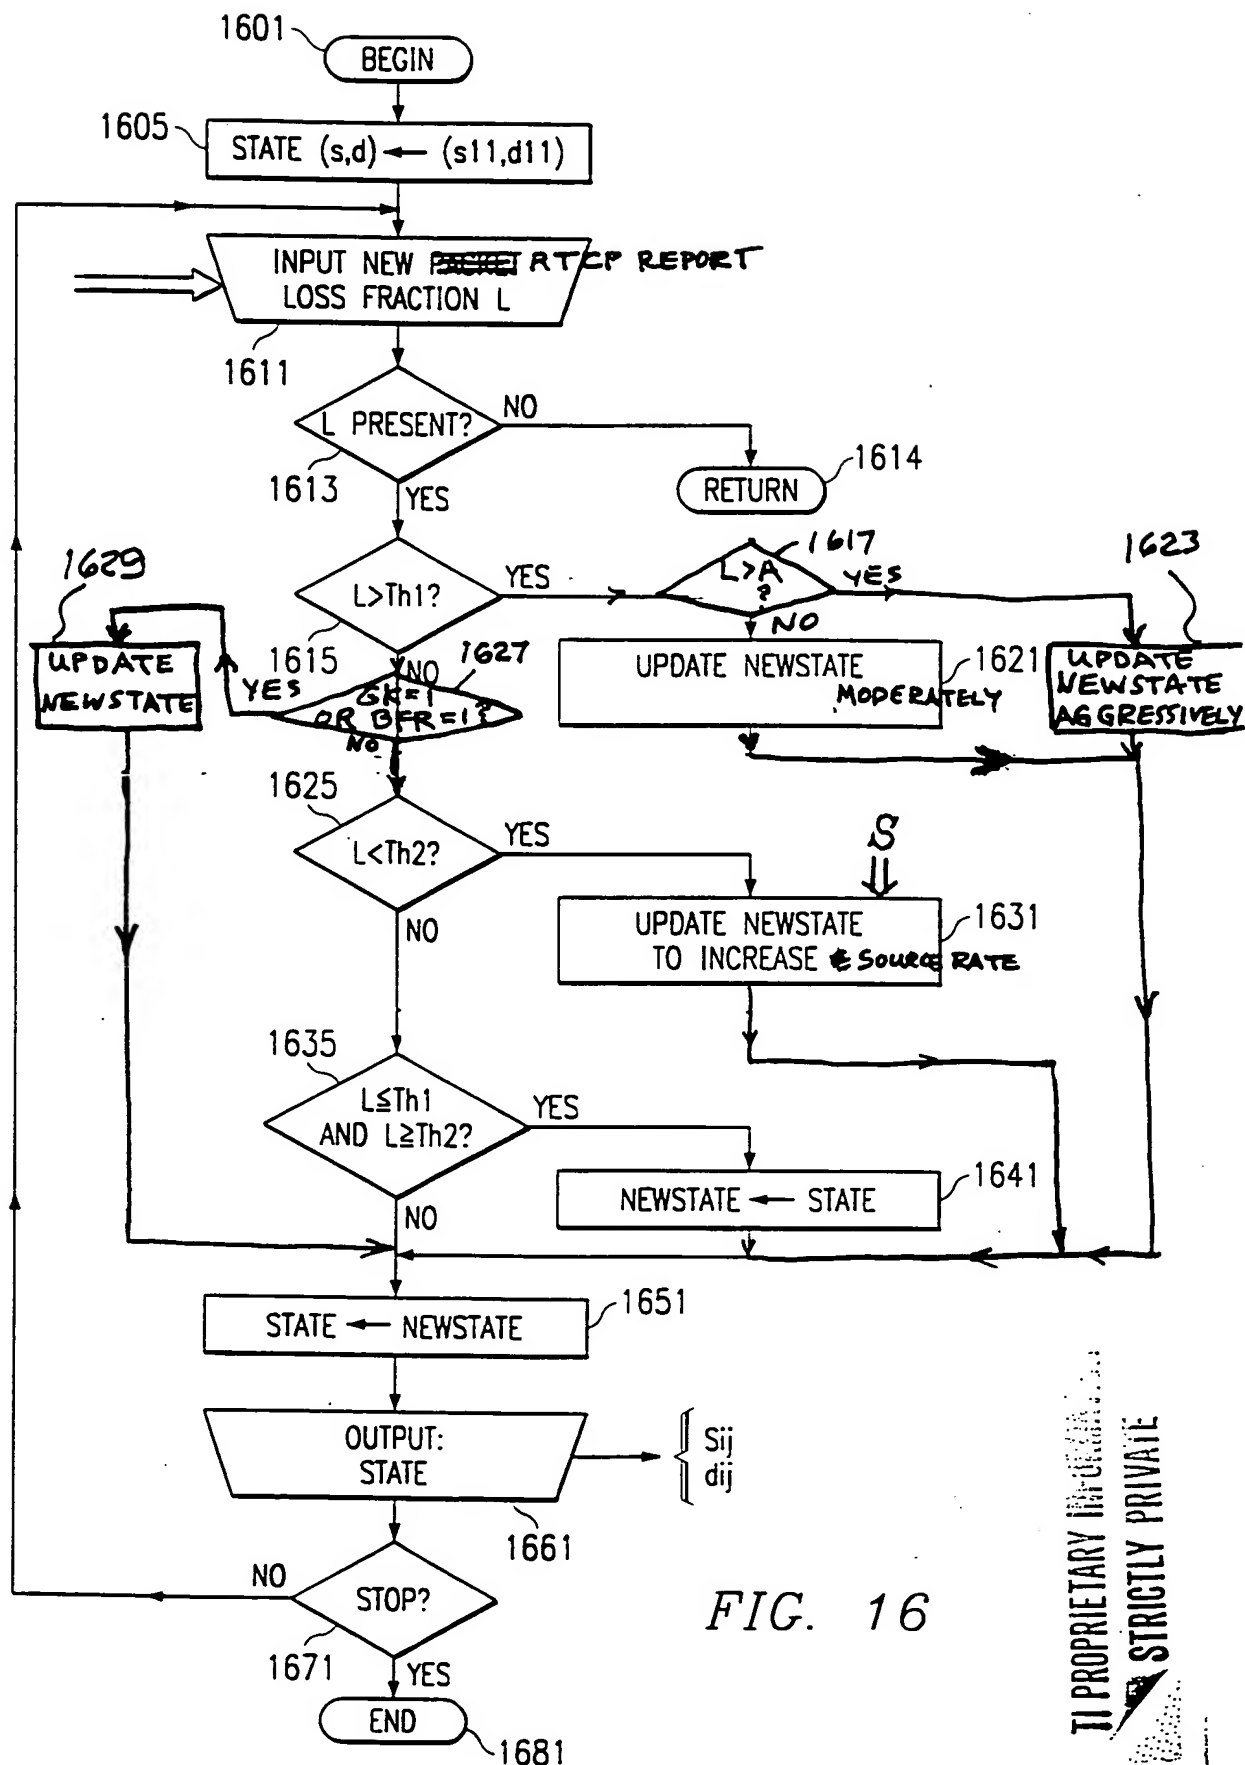 1601
BEGIN
1605
STATE (s,d) ← (s11,d11)
INPUT NEW PACKET RTCP REPORT
LOSS FRACTION L
1611
L PRESENT?
NO
1613
YES
1614
RETURN
1629
L>Th1?
YES
1617
L>A
?
YES
1623
1615
NO
1627
NO
UPDATE
NEWSTATE
YES
GK=1
OR BFR=1?
NO
UPDATE NEWSTATE
MODERATELY
1621
UPDATE
NEWSTATE
AGGRESSIVELY
1625
L<Th2?
YES
S
NO
UPDATE NEWSTATE
TO INCREASE SOURCE RATE
1631
1635
L≦Th1
AND L≧Th2?
YES
NO
NEWSTATE ← STATE
1641
STATE ← NEWSTATE
1651
OUTPUT:
STATE
Sij
dij
1661
NO
STOP?
1671
YES
END
1681
FIG. 16
TI PROPRIETARY
STRICTLY PRIVATE